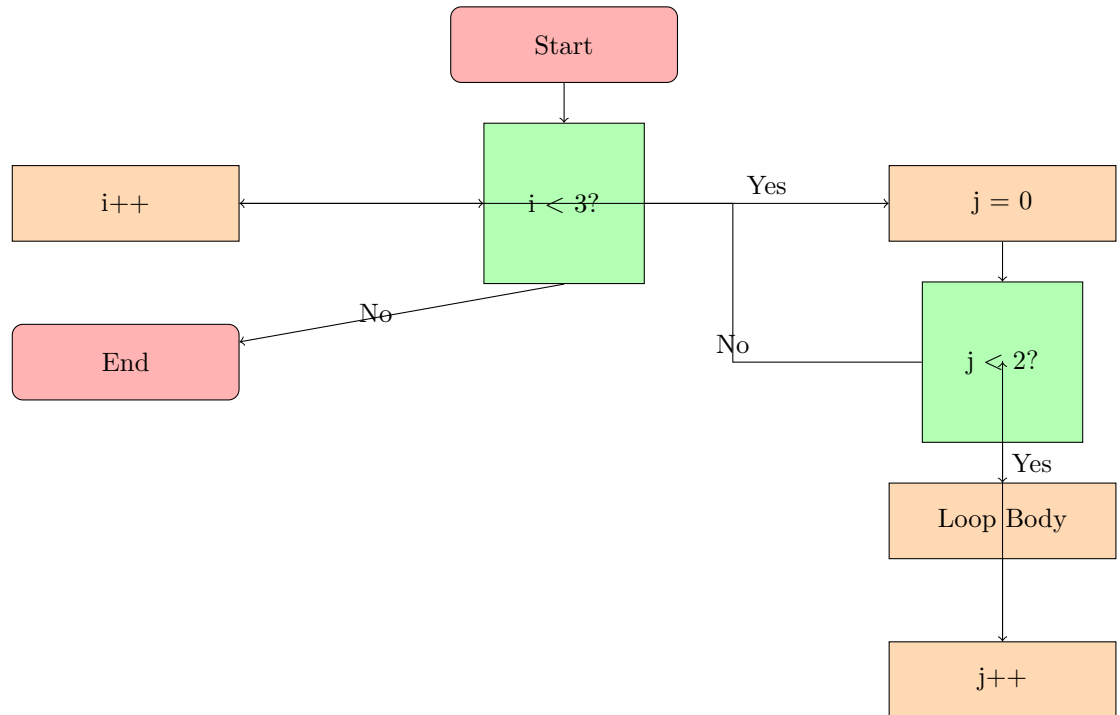 Start
i++
i < 3?
Yes
j = 0
No
End
No
j < 2?
Yes
Loop Body
j++